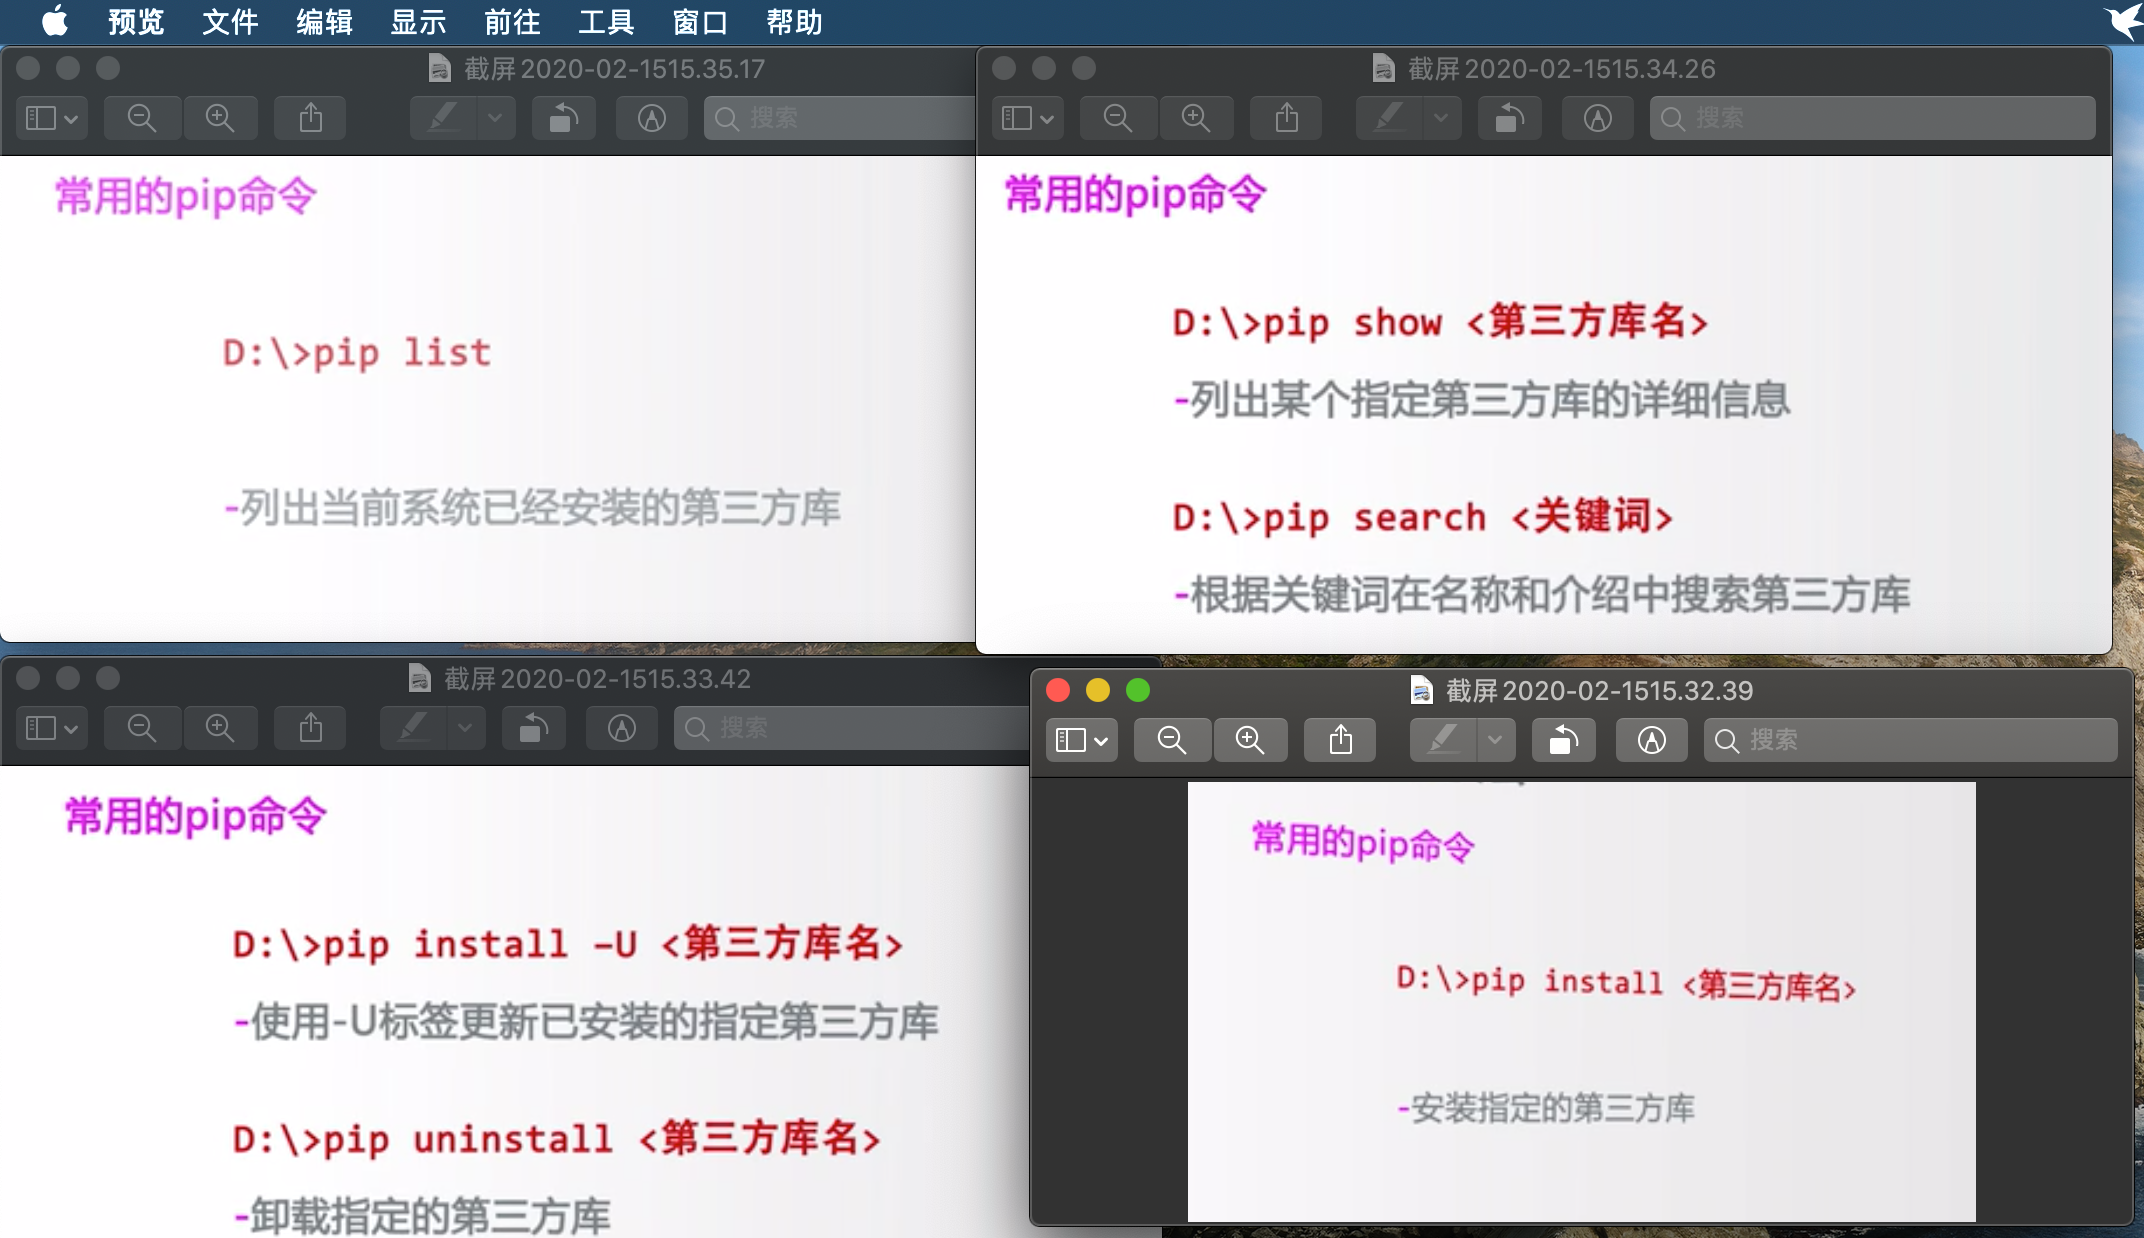 预览 文件 编辑 显示 前往 工具 窗口 帮助
截屏2020-02-1515.35.17
搜索
常用的pip命令
D:\>pip list
-列出当前系统已经安装的第三方库
截屏2020-02-1515.34.26
搜索
常用的pip命令
D:\>pip show <第三方库名>
-列出某个指定第三方库的详细信息
D:\>pip search <关键词>
-根据关键词在名称和介绍中搜索第三方库
截屏2020-02-1515.33.42
搜索
常用的pip命令
D:\>pip install -U <第三方库名>
-使用-U标签更新已安装的指定第三方库
D:\>pip uninstall <第三方库名>
-卸载指定的第三方库
截屏2020-02-1515.32.39
搜索
常用的pip命令
D:\>pip install <第三方库名>
-安装指定的第三方库